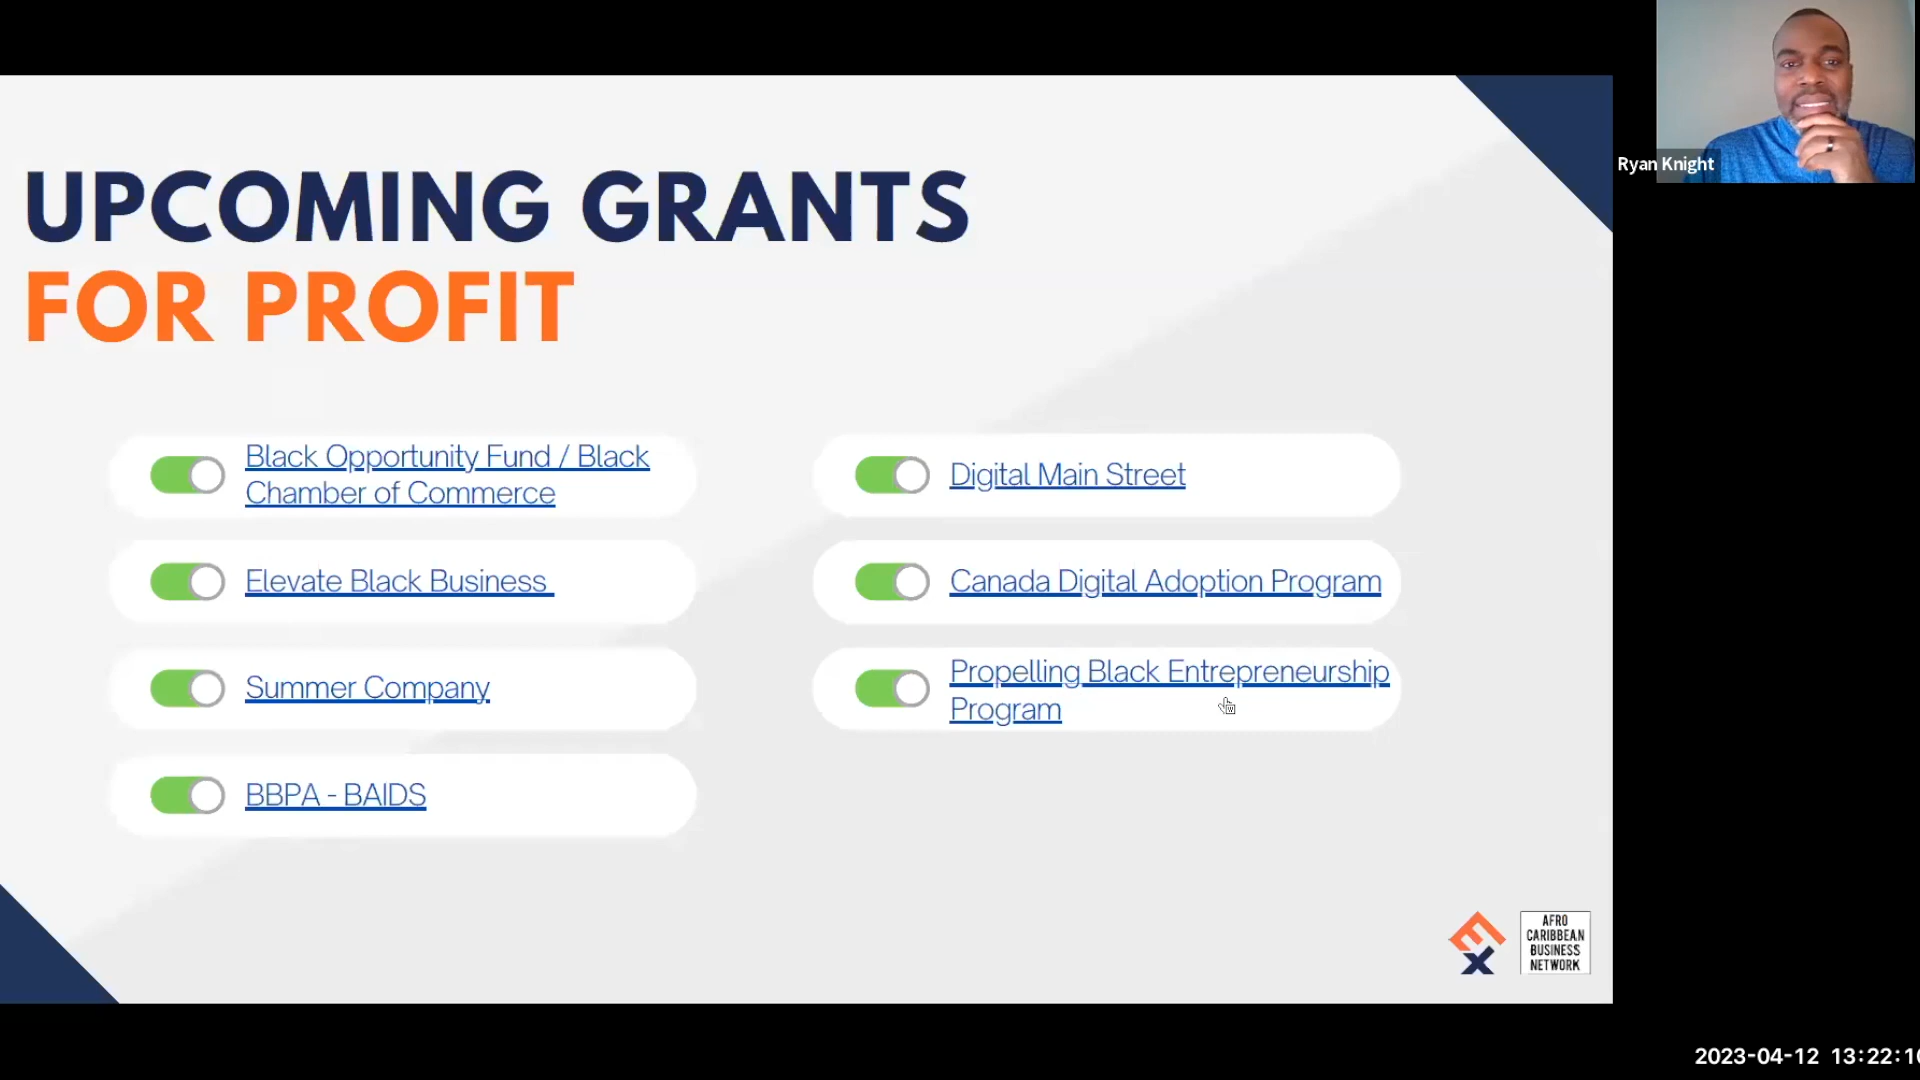 UPCOMING GRANTS
FOR PROFIT
Black Opportunity Fund / Black
Chamber of Commerce
Elevate Black Business
Summer Company
BBPA - BAIDS
Digital Main Street
Canada Digital Adoption Program
Propelling Black Entrepreneurship
Program
Ryan Knight
EX
AFRO
CARIBBEAN
BUSINESS
NETWORK
2023-04-12 13:22:10